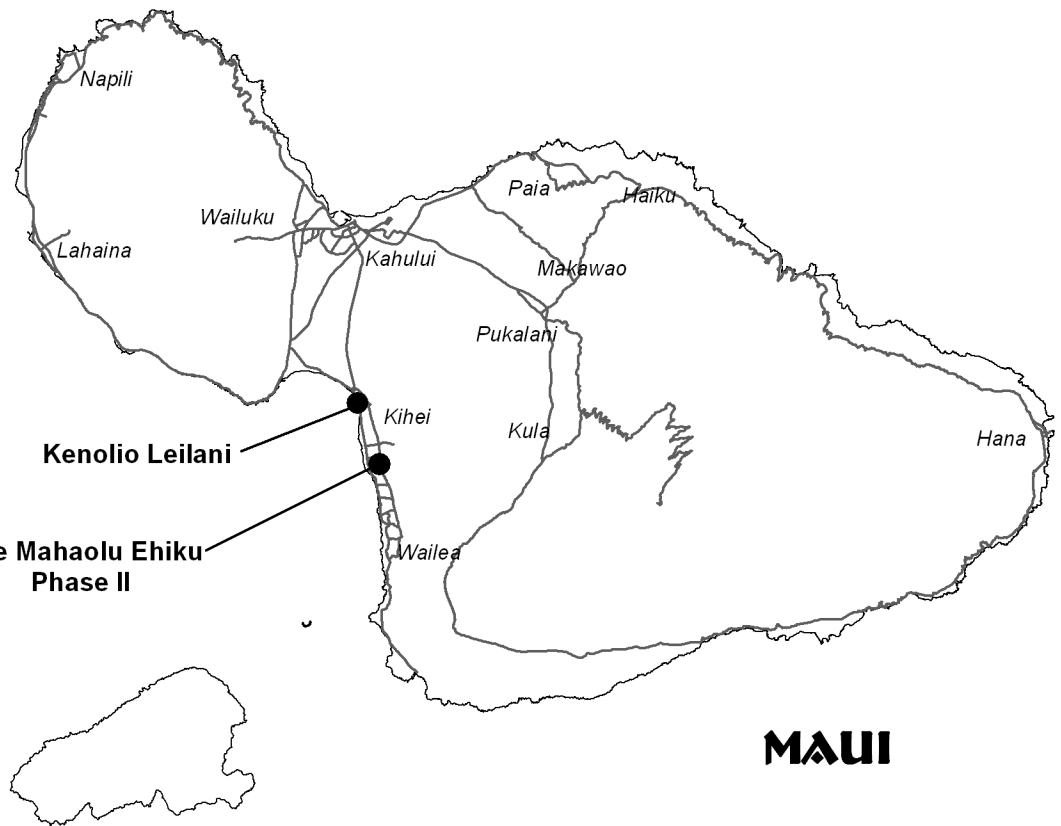 Napili
Paia
Haiku
Wailuku
Lahaina
Kahului
Makawao
Pukalani
Kihei
Kula
Hana
Kenolio Leilani
e Mahaolu Ehiku
Phase II
Wailea
MAUI